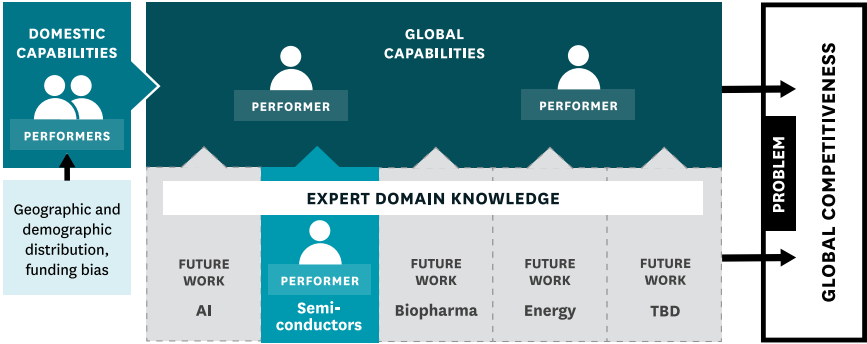 DOMESTIC
CAPABILITIES
PERFORMERS
Geographic and
demographic
distribution,
funding bias
GLOBAL
CAPABILITIES
PERFORMER
PERFORMER
EXPERT DOMAIN KNOWLEDGE
FUTURE
WORK
AI
PERFORMER
Semi-
conductors
FUTURE
WORK
Biopharma
FUTURE
WORK
Energy
FUTURE
WORK
TBD
PROBLEM
GLOBAL COMPETITIVENESS